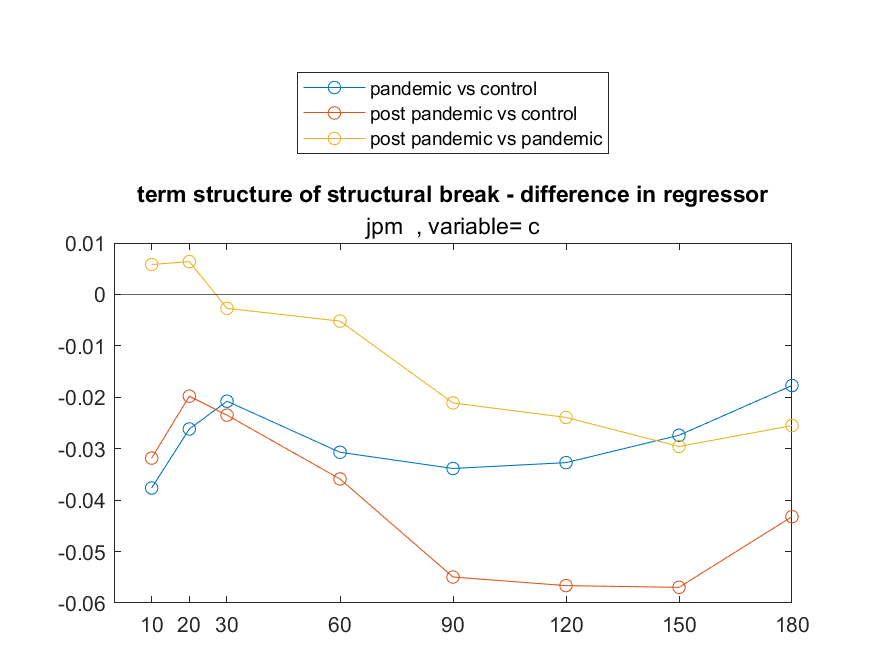 pandemic vs control
post pandemic vs control
post pandemic vs pandemic
term structure of structural break - difference in regressor
jpm  , variable= c
0.01
0
-0.01
-0.02
-0.03
-0.04
-0.05
-0.06
10 20 30 60 90 120 150 180